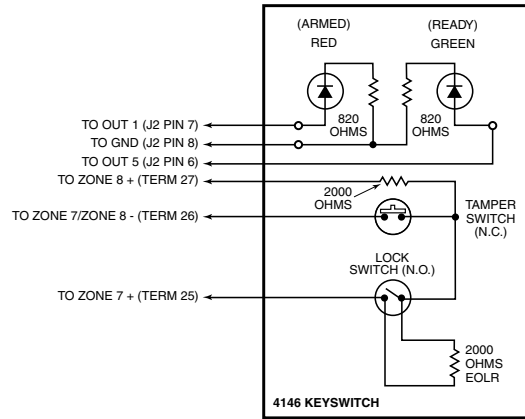 (ARMED)
RED
(READY)
GREEN
820
OHMS
820
OHMS
TO OUT 1 (J2 PIN 7)
TO GND (J2 PIN 8)
TO OUT 5 (J2 PIN 6)
TO ZONE 8 + (TERM 27)
2000
OHMS
TO ZONE 7/ZONE 8 - (TERM 26)
TAMPER
SWITCH
(N.C.)
LOCK
SWITCH (N.O.)
TO ZONE 7 + (TERM 25)
2000
OHMS
EOLR
4146 KEYSWITCH